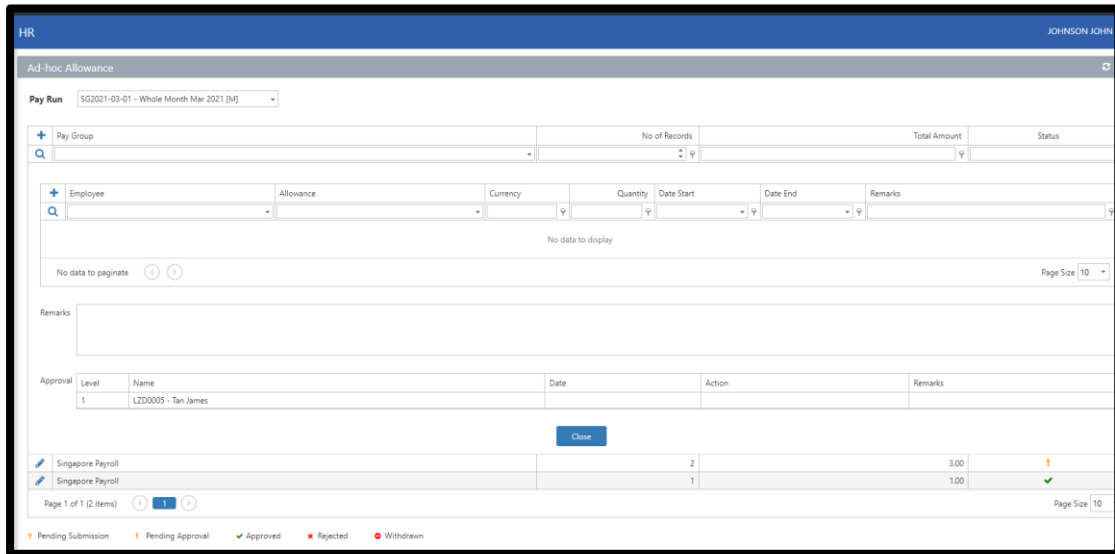 HR JOHNSON JOHN
Ad-hoc Allowance
Pay Run SG2021-03-01 - Whole Month Mar 2021 [M]
Pay Group No of Records Total Amount Status
Employee Allowance Currency Quantity Date Start Date End Remarks
No data to display
No data to paginate Page Size 10
Remarks
Approval Level Name Date Action Remarks
1 LZD0005 - Tan James
Close
Singapore Payroll 2 3.00
Singapore Payroll 1 1.00
Page 1 of 1 (2 items) 1 Page Size 10
? Pending Submission ! Pending Approval Approved Rejected Withdrawn